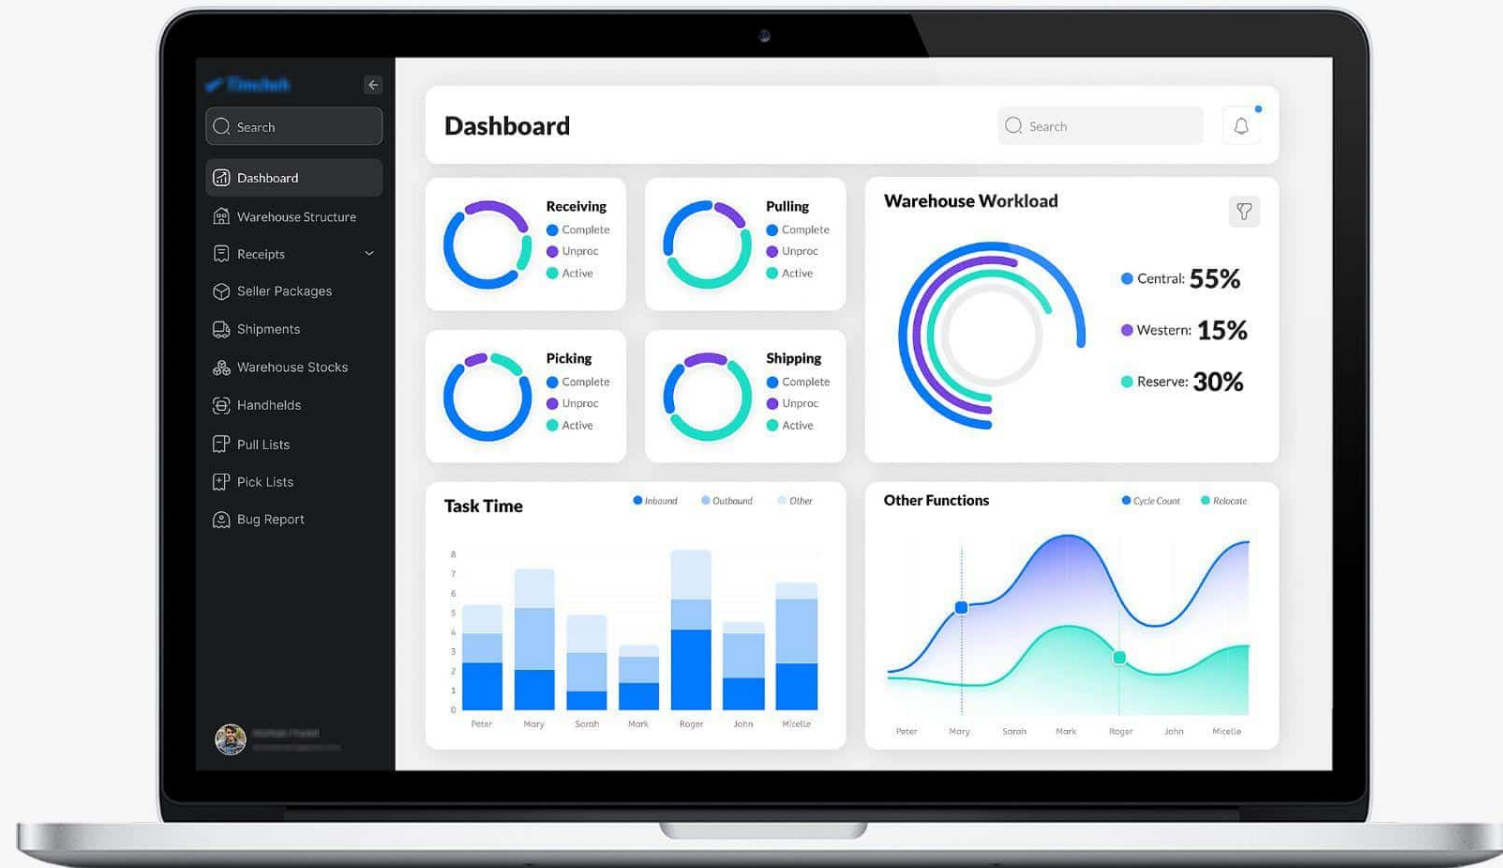 Search
Dashboard
Warehouse Structure
Receipts
Seller Packages
Shipments
Warehouse Stocks
Handhelds
Pull Lists
Pick Lists
Bug Report
Dashboard
Search
Receiving
Complete
Unproc
Active
Pulling
Complete
Unproc
Active
Picking
Complete
Unproc
Active
Shipping
Complete
Unproc
Active
Warehouse Workload
Central: 55%
Western: 15%
Reserve: 30%
Task Time
Inbound Outbound Other
8
7
6
5
4
3
2
1
0
Peter Mary Sarah Mark Roger John Micelle
Other Functions
Cycle Count Relocate
Peter Mary Sarah Mark Roger John Micelle